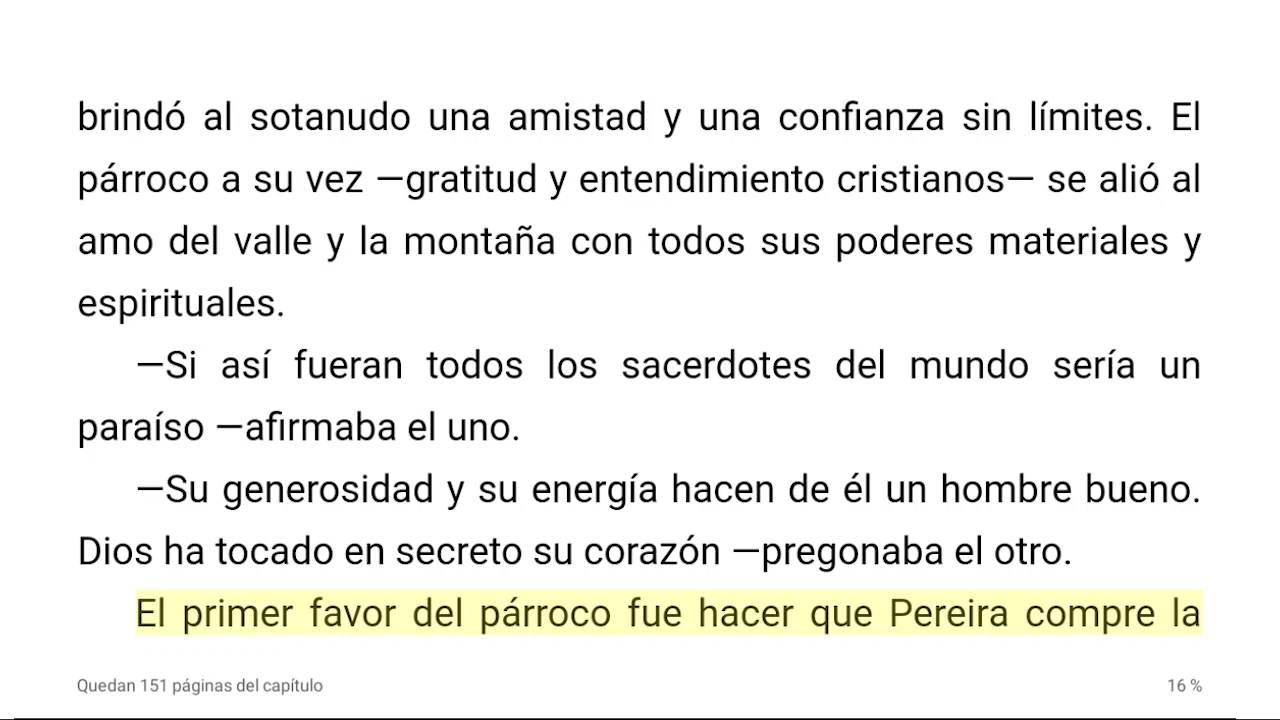 brindó al sotanudo una amistad y una confianza sin límites. El
párroco a su vez —gratitud y entendimiento cristianos— se alió al
amo del valle y la montaña con todos sus poderes materiales y
espirituales.
—Si así fueran todos los sacerdotes del mundo sería un
paraíso —afirmaba el uno.
—Su generosidad y su energía hacen de él un hombre bueno.
Dios ha tocado en secreto su corazón —pregonaba el otro.
El primer favor del párroco fue hacer que Pereira compre la
Quedan 151 páginas del capítulo
16 %